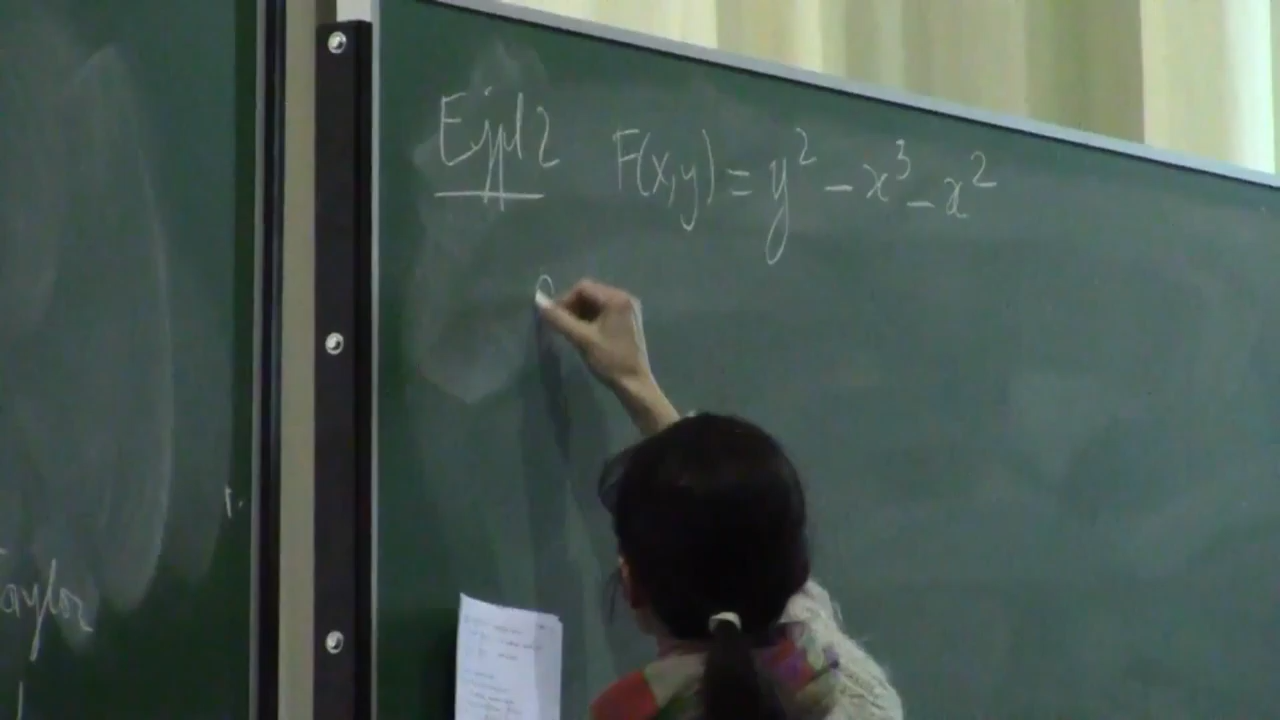 Ejpl 2 F(x,y) = y² - x³ - x²
aylor